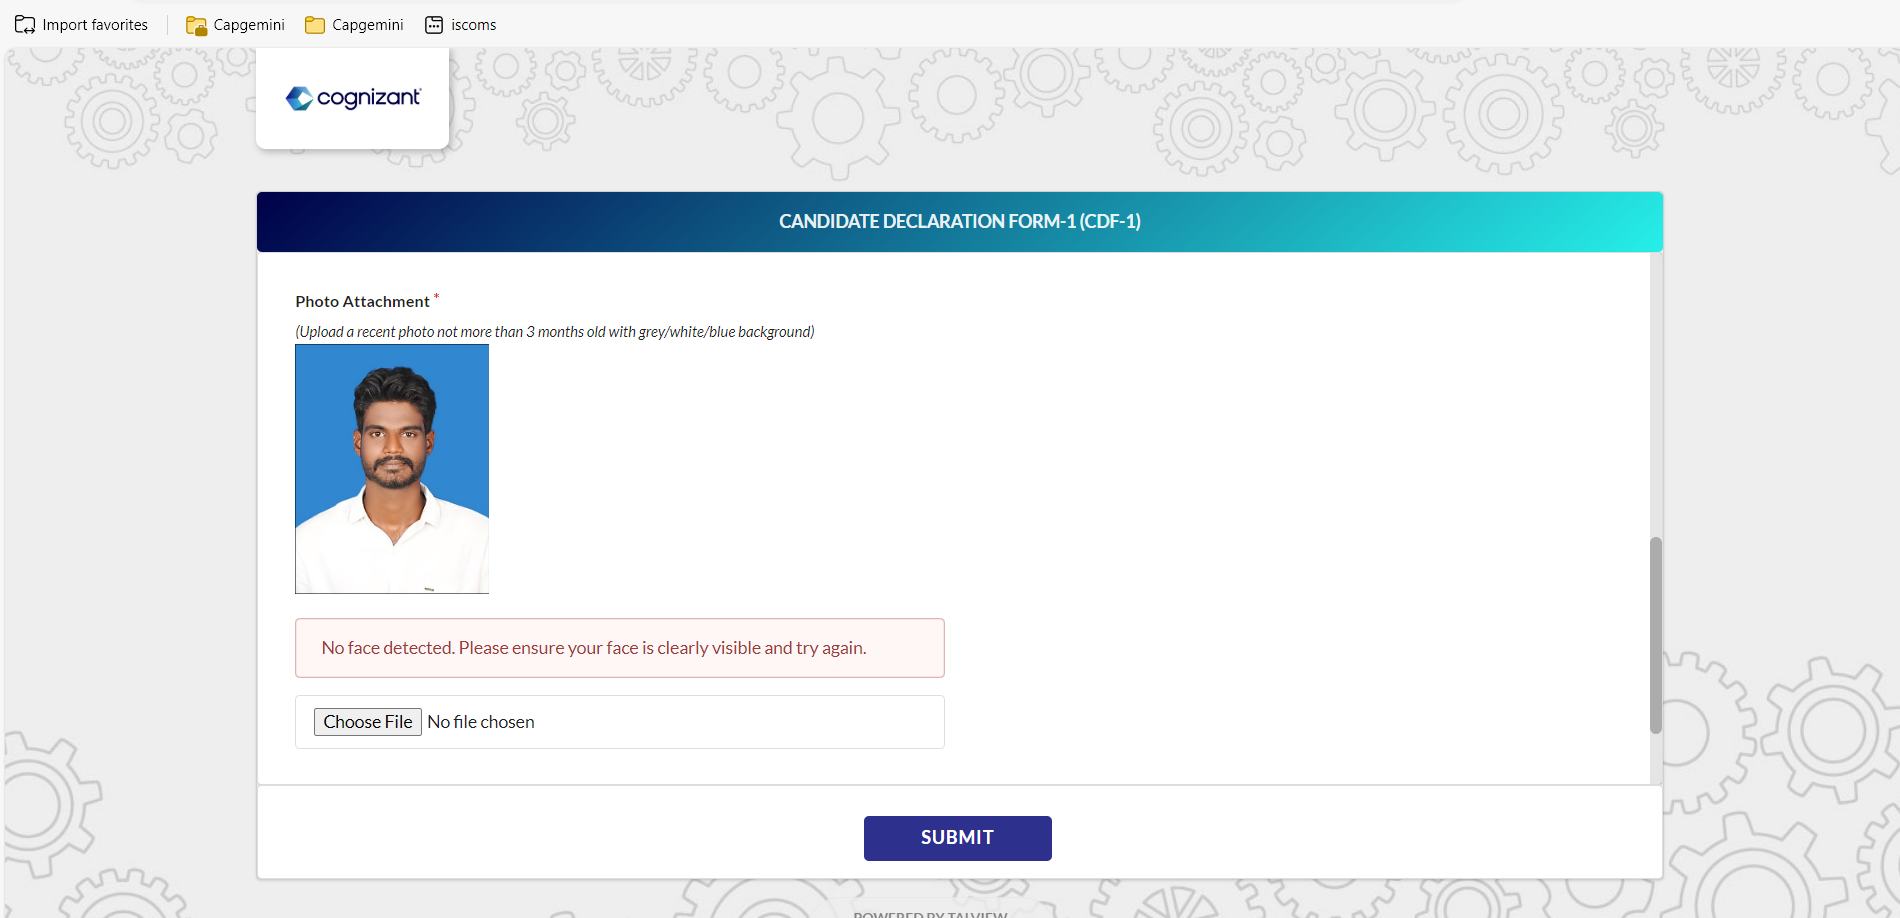 Import favorites
Capgemini
Capgemini
iscoms
cognizant
CANDIDATE DECLARATION FORM-1 (CDF-1)
Photo Attachment *
(Upload a recent photo not more than 3 months old with grey/white/blue background)
No face detected. Please ensure your face is clearly visible and try again.
Choose File No file chosen
SUBMIT
POWERED BY TALVIEW